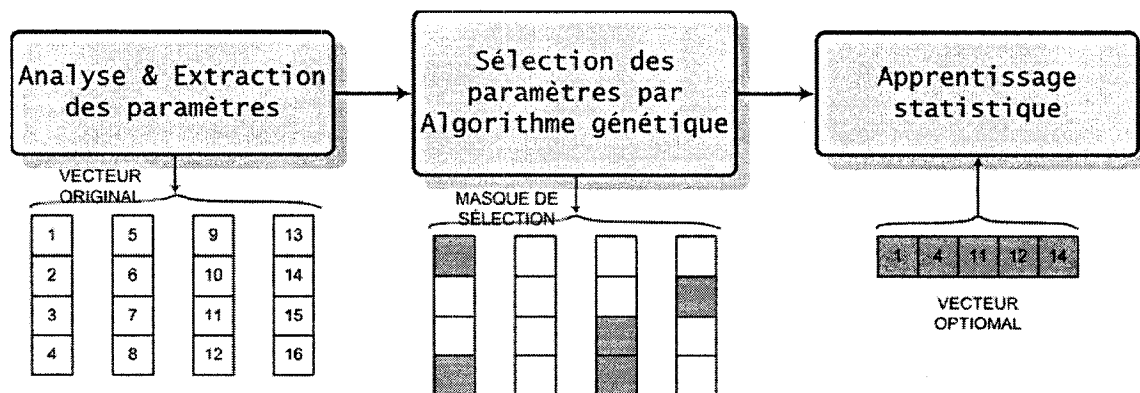 Analyse & Extraction
des paramètres
Sélection des
paramètres par
Algorithme génétique
Apprentissage
statistique
VECTEUR
ORIGINAL
MASQUE DE
SÉLECTION
1 5 9 13
2 6 10 14
3 7 11 15
4 8 12 16
1 4 11 12 14
VECTEUR
OPTIOMAL